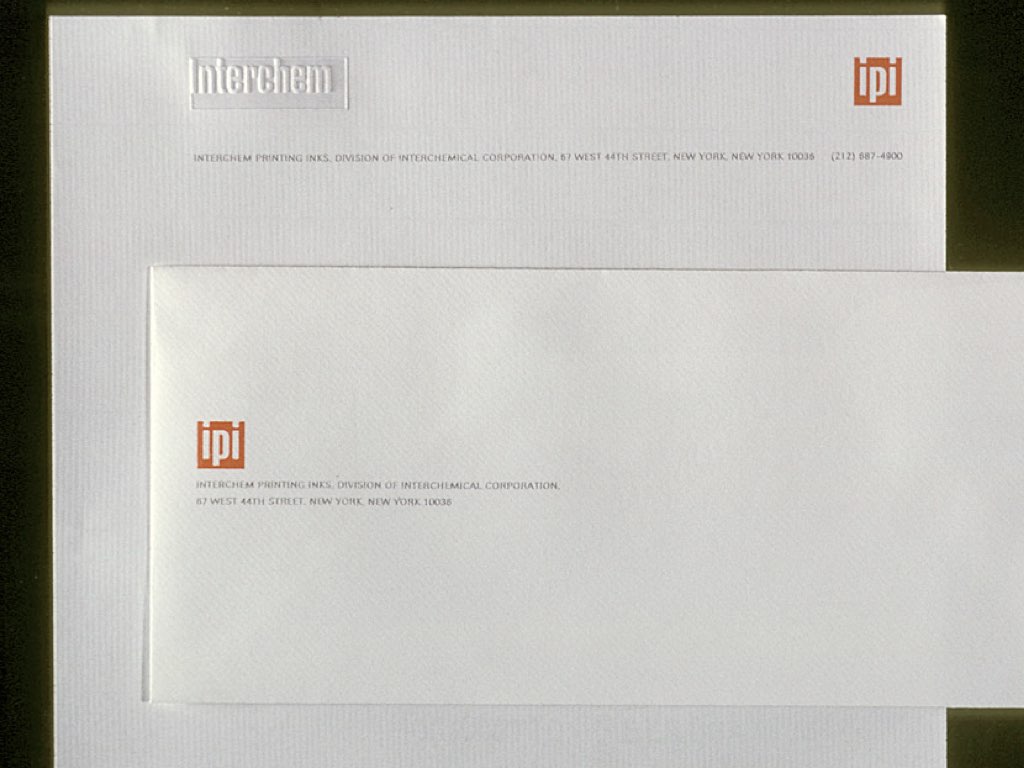 Interchem
ipi
INTERCHEM PRINTING INKS, DIVISION OF INTERCHEMICAL CORPORATION, 67 WEST 44TH STREET, NEW YORK, NEW YORK 10036 (212) 687-4900
ipi
INTERCHEM PRINTING INKS, DIVISION OF INTERCHEMICAL CORPORATION,
67 WEST 44TH STREET, NEW YORK, NEW YORK 10036